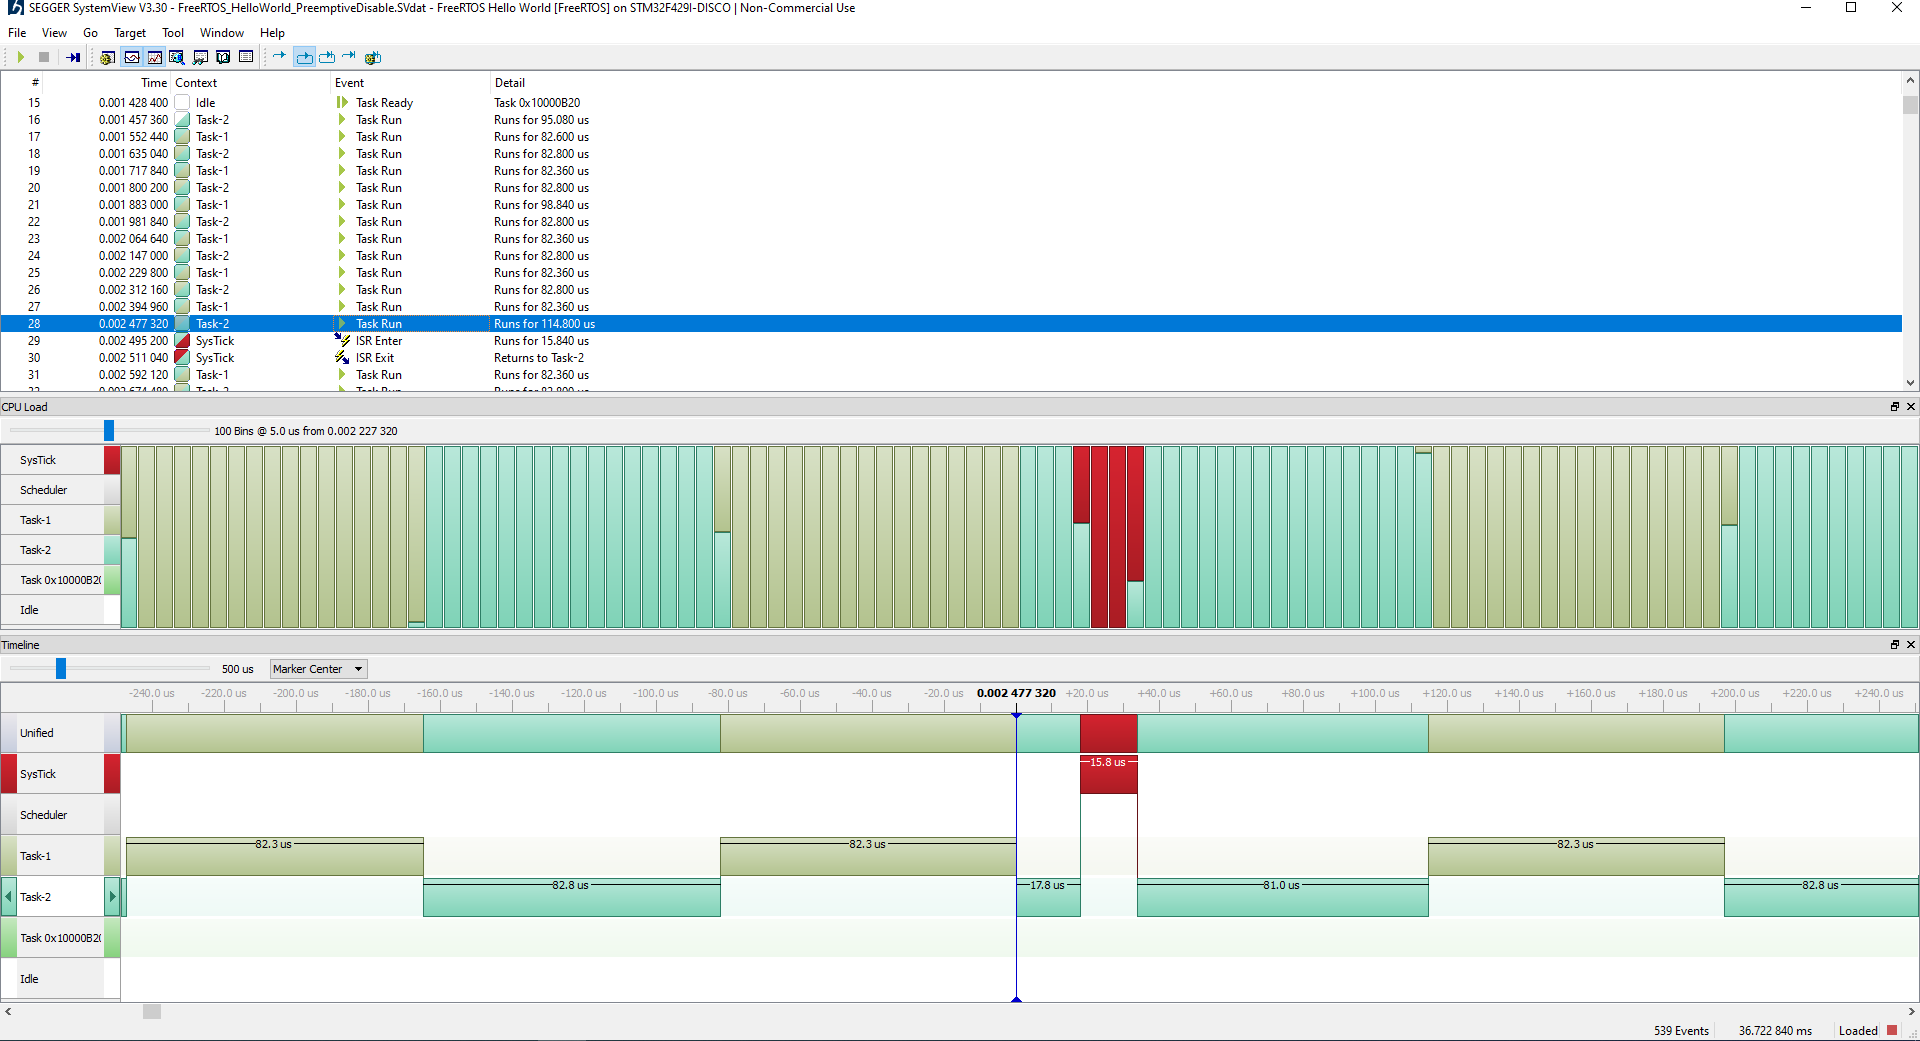 SEGGER SystemView V3.30 - FreeRTOS_HelloWorld_PreemptiveDisable.SVdat - FreeRTOS Hello World [FreeRTOS] on STM32F429I-DISCO | Non-Commercial Use
File View Go Target Tool Window Help
# Time Context Event Detail
15 0.001 428 400 Idle Task Ready Task 0x10000B20
16 0.001 457 360 Task-2 Task Run Runs for 95.080 us
17 0.001 552 440 Task-1 Task Run Runs for 82.600 us
18 0.001 635 040 Task-2 Task Run Runs for 82.800 us
19 0.001 717 840 Task-1 Task Run Runs for 82.360 us
20 0.001 800 200 Task-2 Task Run Runs for 82.800 us
21 0.001 883 000 Task-1 Task Run Runs for 98.840 us
22 0.001 981 840 Task-2 Task Run Runs for 82.800 us
23 0.002 064 640 Task-1 Task Run Runs for 82.360 us
24 0.002 147 000 Task-2 Task Run Runs for 82.800 us
25 0.002 229 800 Task-1 Task Run Runs for 82.360 us
26 0.002 312 160 Task-2 Task Run Runs for 82.800 us
27 0.002 394 960 Task-1 Task Run Runs for 82.360 us
28 0.002 477 320 Task-2 Task Run Runs for 114.800 us
29 0.002 495 200 SysTick ISR Enter Runs for 15.840 us
30 0.002 511 040 SysTick ISR Exit Returns to Task-2
31 0.002 592 120 Task-1 Task Run Runs for 82.360 us
32 0.002 674 480 Task-2 Task Run Runs for 82.800 us
CPU Load
100 Bins @ 5.0 us from 0.002 227 320
SysTick
Scheduler
Task-1
Task-2
Task 0x10000B20
Idle
Timeline
500 us Marker Center
-240.0 us -220.0 us -200.0 us -180.0 us -160.0 us -140.0 us -120.0 us -100.0 us -80.0 us -60.0 us -40.0 us -20.0 us 0.002 477 320 +20.0 us +40.0 us +60.0 us +80.0 us +100.0 us +120.0 us +140.0 us +160.0 us +180.0 us +200.0 us +220.0 us +240.0 us
Unified
SysTick 15.8 us
Scheduler
Task-1 82.3 us 82.3 us 82.3 us
Task-2 82.8 us 17.8 us 81.0 us 82.8 us
Task 0x10000B20
Idle
539 Events 36.722 840 ms Loaded